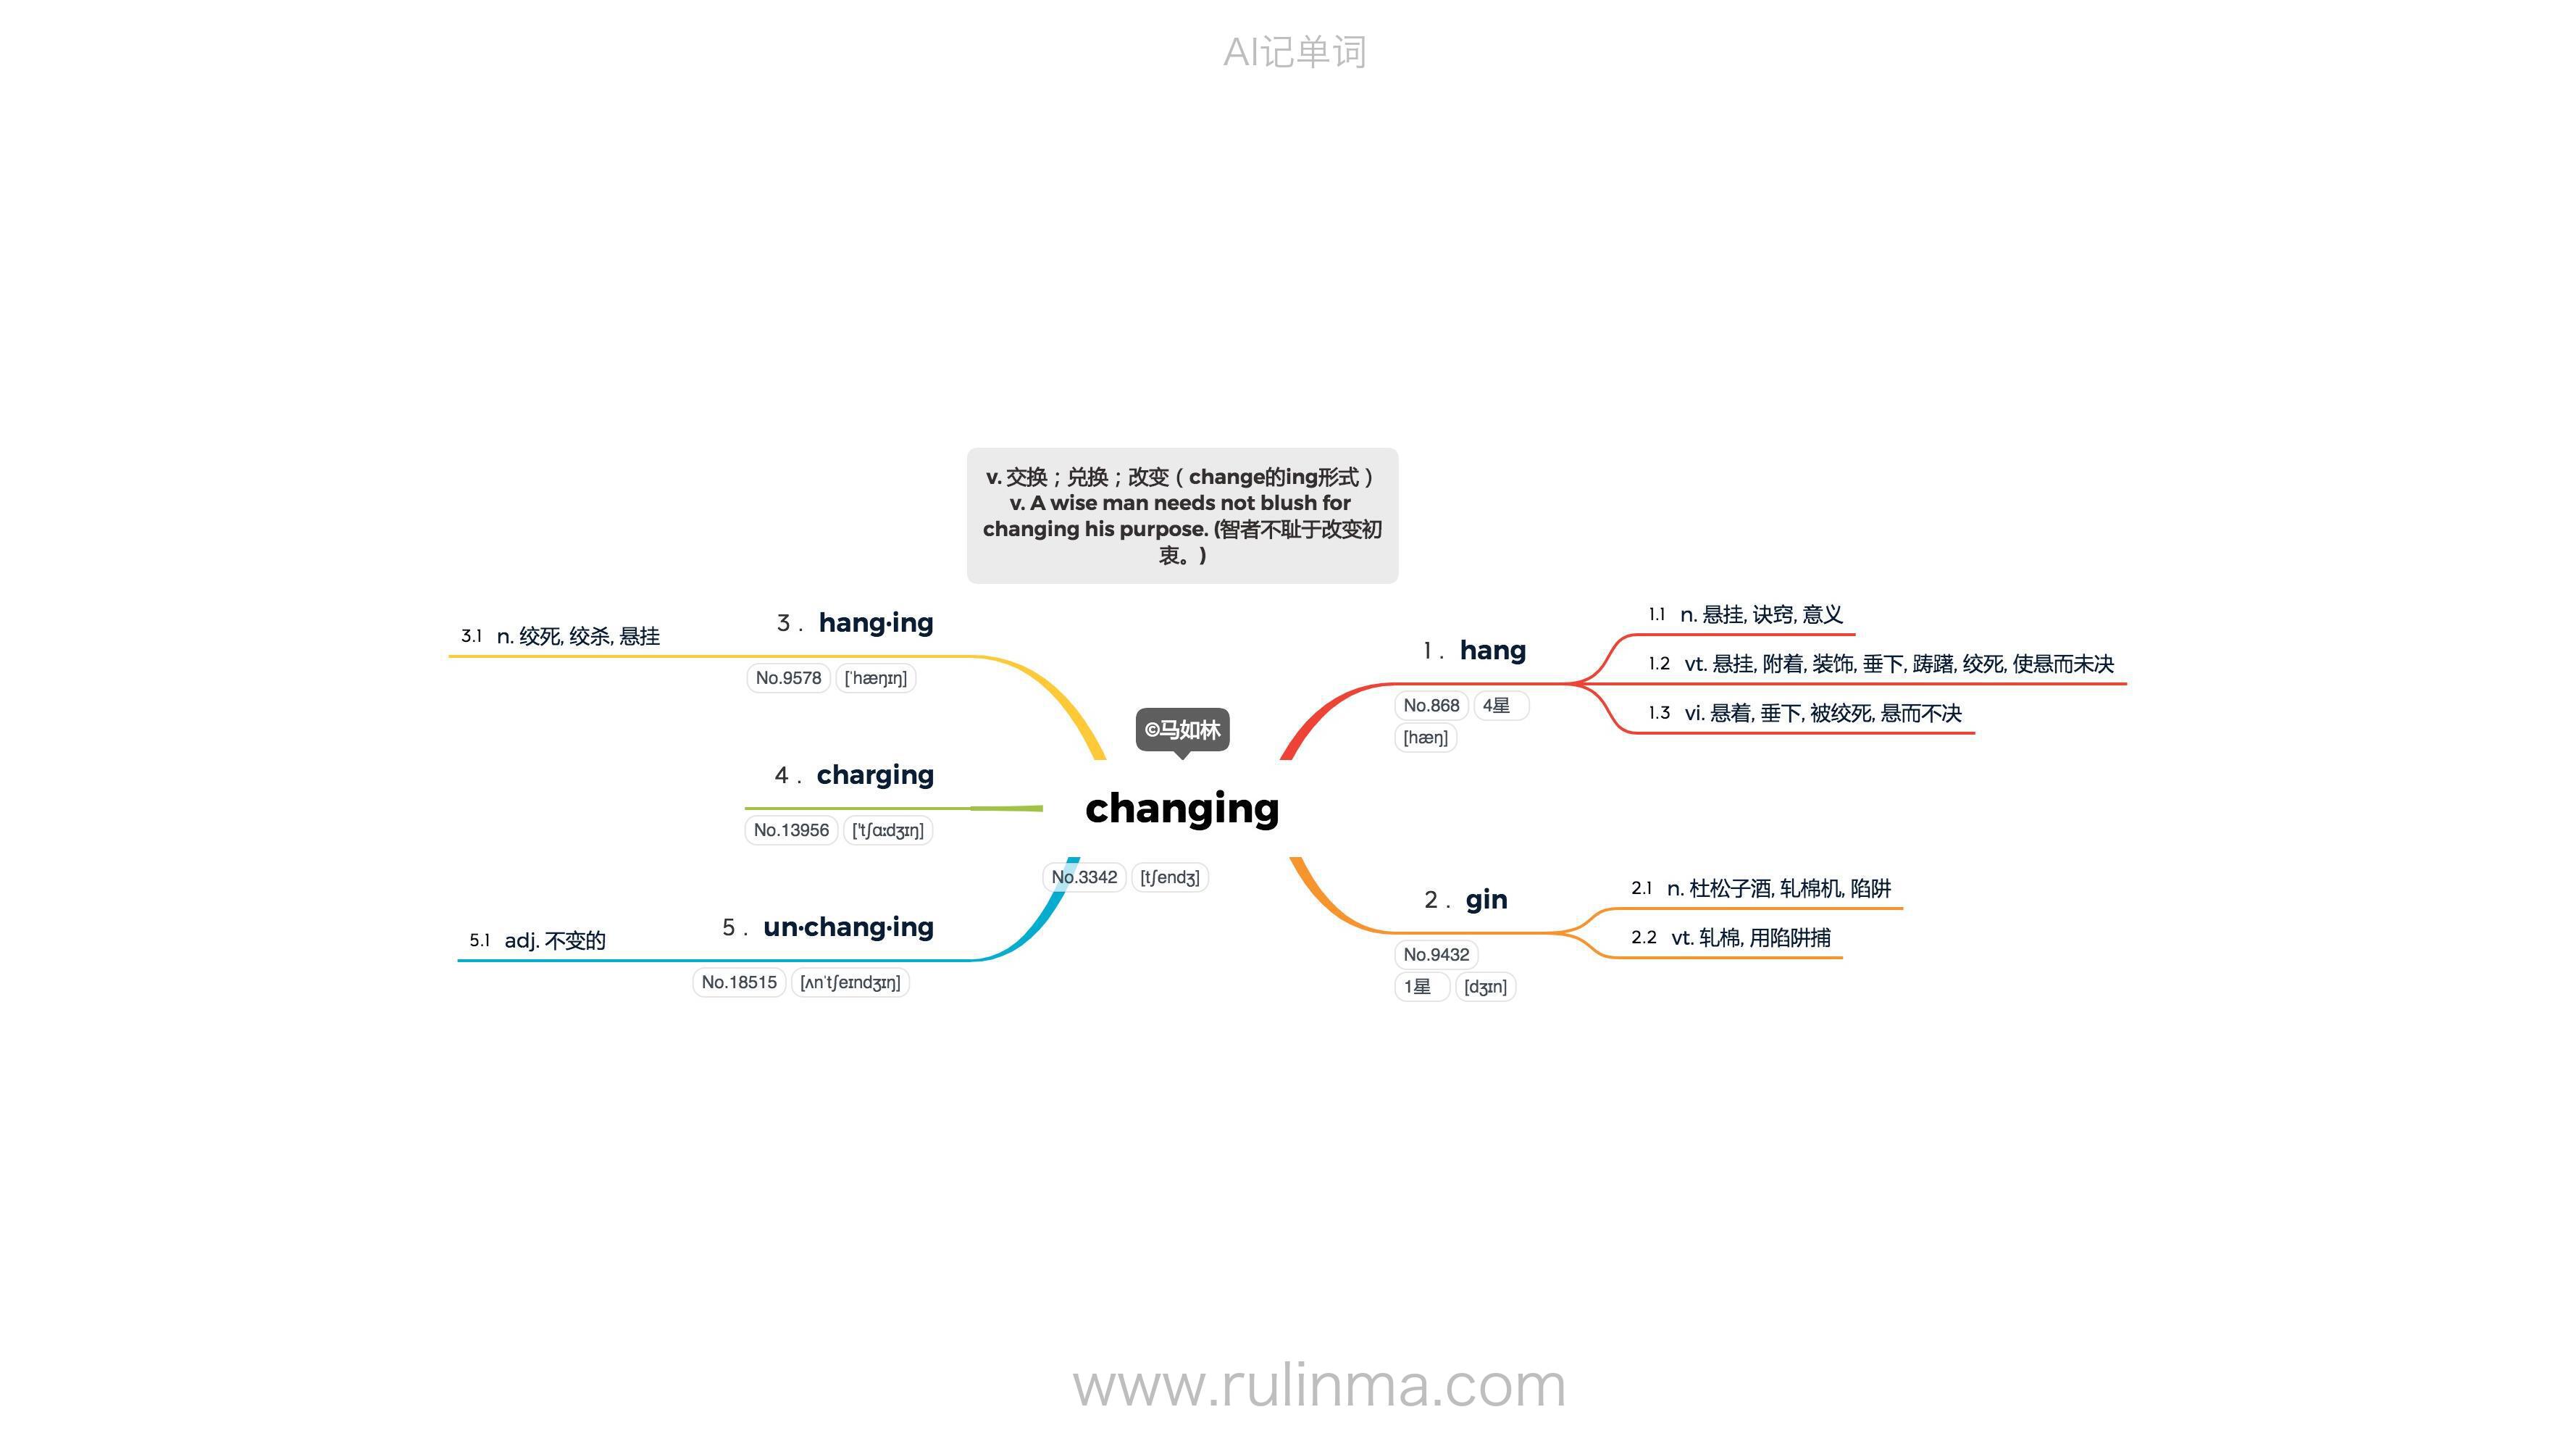 AI记单词
v. 交换；兑换；改变（change的ing形式）
v. A wise man needs not blush for
changing his purpose. (智者不耻于改变初
衷。)
©马如林
changing
No.3342 [tʃendʒ]
1. hang
No.868 4星
[hæŋ]
1.1 n. 悬挂, 诀窍, 意义
1.2 vt. 悬挂, 附着, 装饰, 垂下, 踌躇, 绞死, 使悬而未决
1.3 vi. 悬着, 垂下, 被绞死, 悬而不决
2. gin
No.9432
1星 [dʒɪn]
2.1 n. 杜松子酒, 轧棉机, 陷阱
2.2 vt. 轧棉, 用陷阱捕
3. hang·ing
No.9578 [ˈhæŋɪŋ]
3.1 n. 绞死, 绞杀, 悬挂
4. charging
No.13956 ['tʃɑːdʒɪŋ]
5. un·chang·ing
No.18515 [ʌnˈtʃeɪndʒɪŋ]
5.1 adj. 不变的
www.rulinma.com